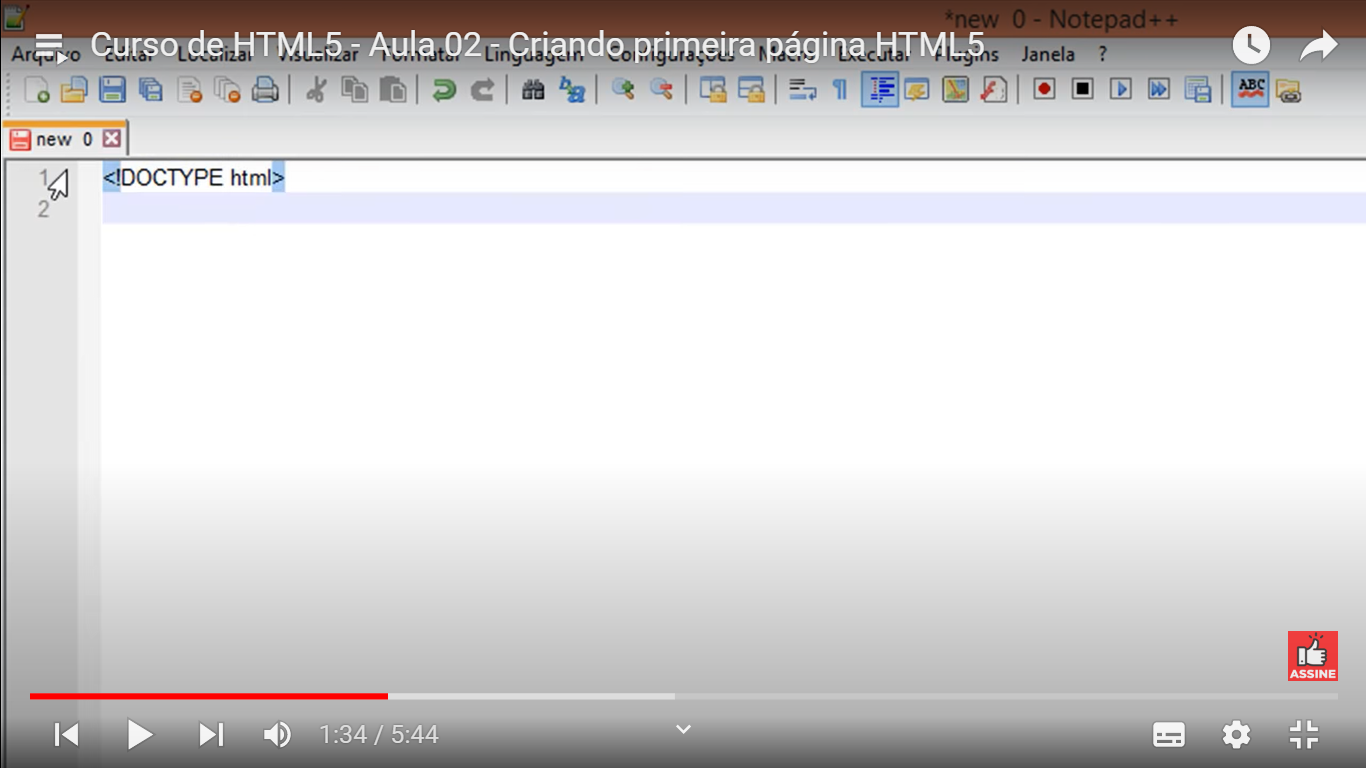 *new 0 - Notepad++
Curso de HTML5 - Aula 02 - Criando primeira página HTML5
Arquivo Editar Localizar Visualizar Formatar Linguagem Configurações Macro Executar Plugins Janela ?
ABC
new 0
1 <!DOCTYPE html>
2
ASSINE
1:34 / 5:44